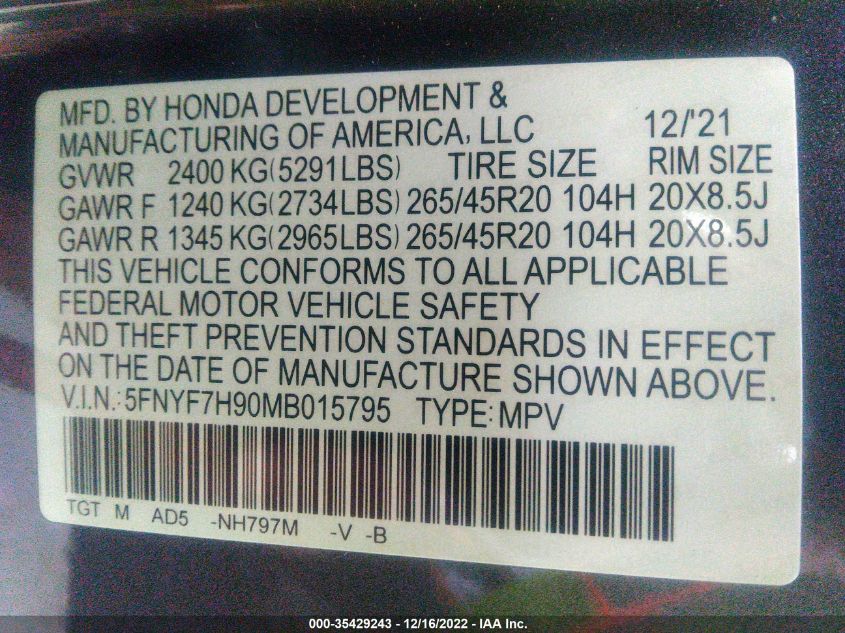 MFD. BY HONDA DEVELOPMENT &
MANUFACTURING OF AMERICA, LLC 12/'21
GVWR 2400 KG(5291LBS) TIRE SIZE RIM SIZE
GAWR F 1240 KG(2734LBS) 265/45R20 104H 20X8.5J
GAWR R 1345 KG(2965LBS) 265/45R20 104H 20X8.5J
THIS VEHICLE CONFORMS TO ALL APPLICABLE
FEDERAL MOTOR VEHICLE SAFETY
AND THEFT PREVENTION STANDARDS IN EFFECT
ON THE DATE OF MANUFACTURE SHOWN ABOVE.
V.I.N.:5FNYF7H90MB015795 TYPE:MPV
TGT M AD5 -NH797M -V -B
000-35429243 - 12/16/2022 - IAA Inc.